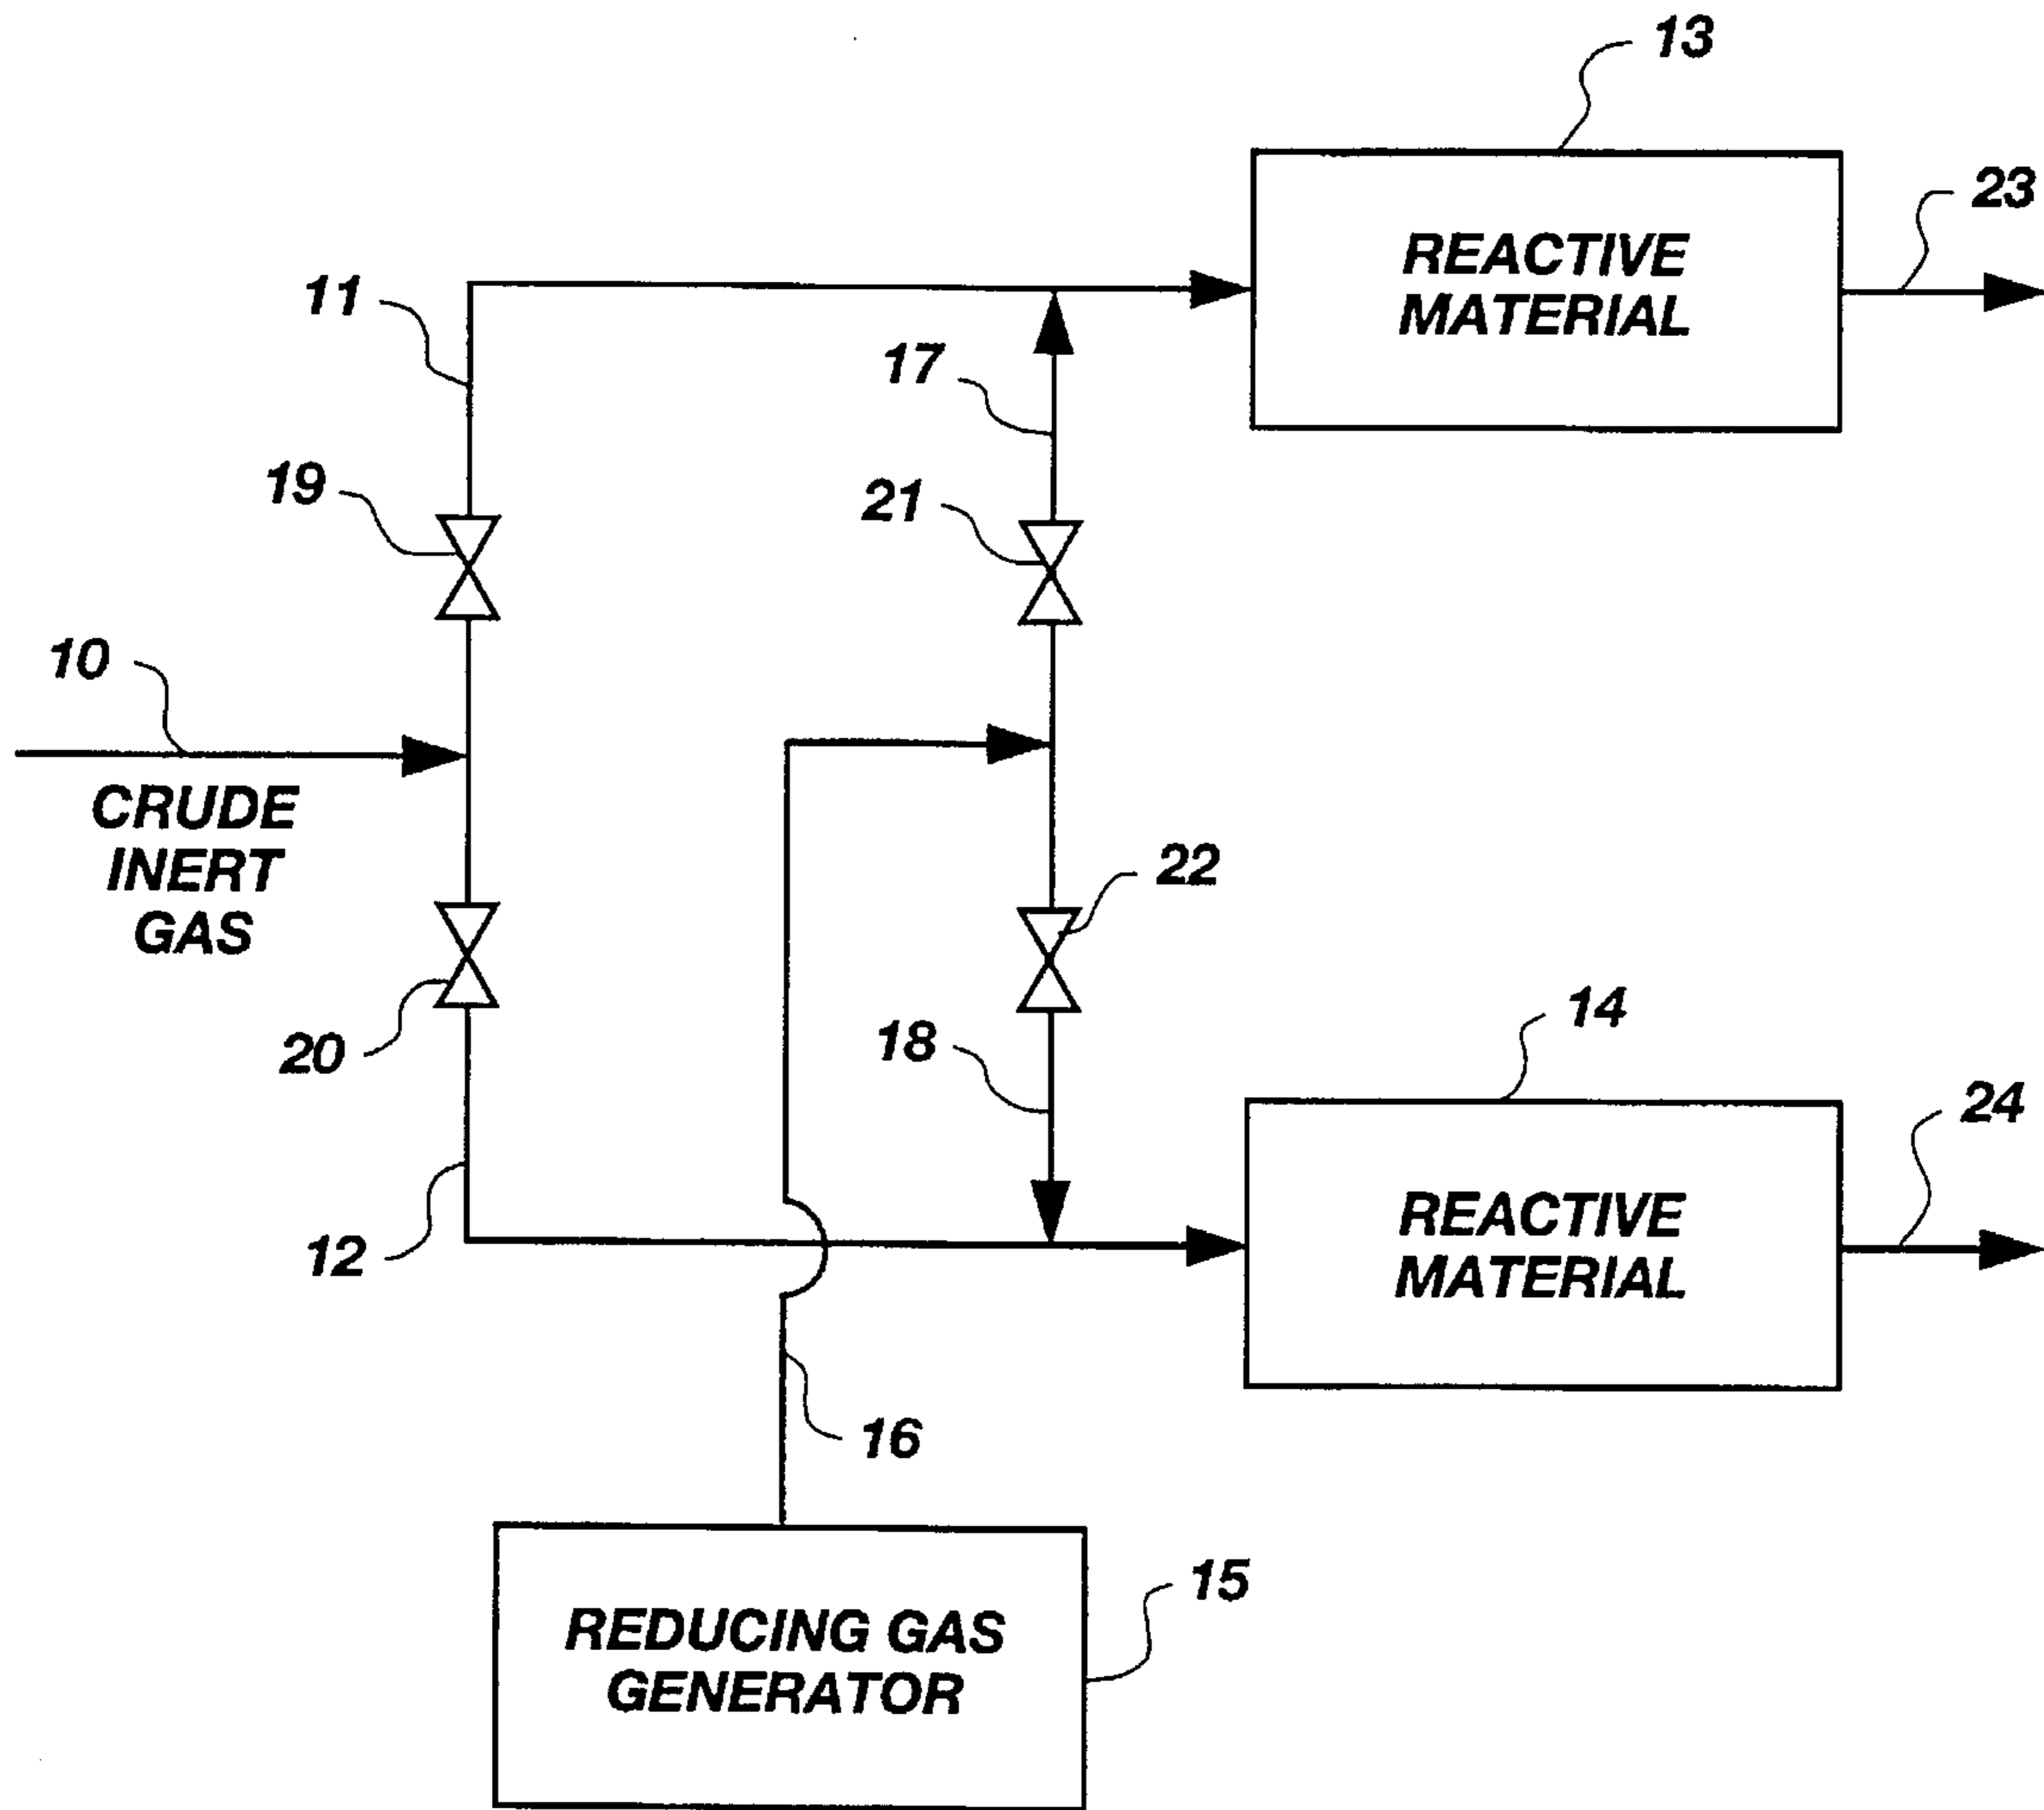 13
23
REACTIVE
MATERIAL
11
17
19
21
10
CRUDE
INERT
GAS
22
20
18
14
24
REACTIVE
MATERIAL
12
16
15
REDUCING GAS
GENERATOR